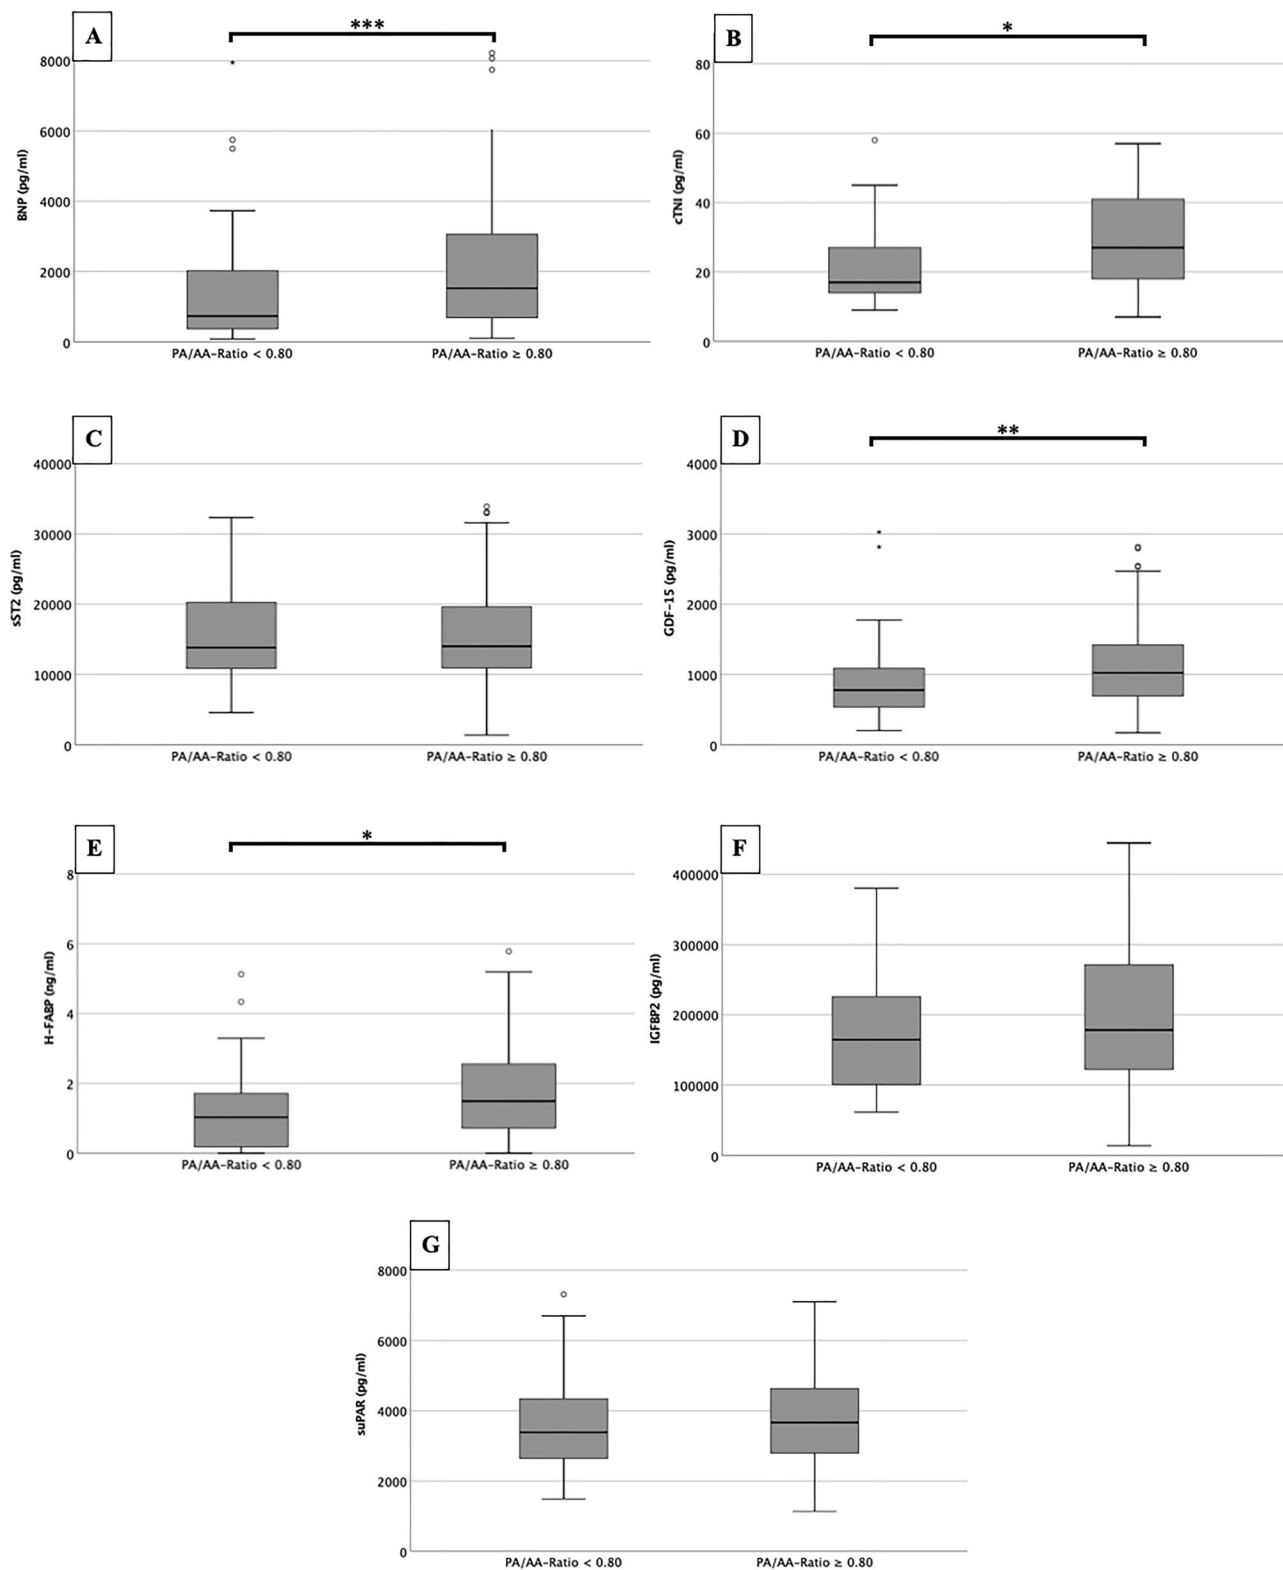 A
***
8000
6000
4000
2000
0
BNP (pg/ml)
PA/AA-Ratio < 0.80
PA/AA-Ratio ≥ 0.80
B
*
80
60
40
20
0
cTNI (pg/ml)
PA/AA-Ratio < 0.80
PA/AA-Ratio ≥ 0.80
C
40000
30000
20000
10000
0
sST2 (pg/ml)
PA/AA-Ratio < 0.80
PA/AA-Ratio ≥ 0.80
D
**
4000
3000
2000
1000
0
GDF-15 (pg/ml)
PA/AA-Ratio < 0.80
PA/AA-Ratio ≥ 0.80
E
*
8
6
4
2
0
H-FABP (ng/ml)
PA/AA-Ratio < 0.80
PA/AA-Ratio ≥ 0.80
F
400000
300000
200000
100000
0
IGFBP2 (pg/ml)
PA/AA-Ratio < 0.80
PA/AA-Ratio ≥ 0.80
G
8000
6000
4000
2000
0
suPAR (pg/ml)
PA/AA-Ratio < 0.80
PA/AA-Ratio ≥ 0.80